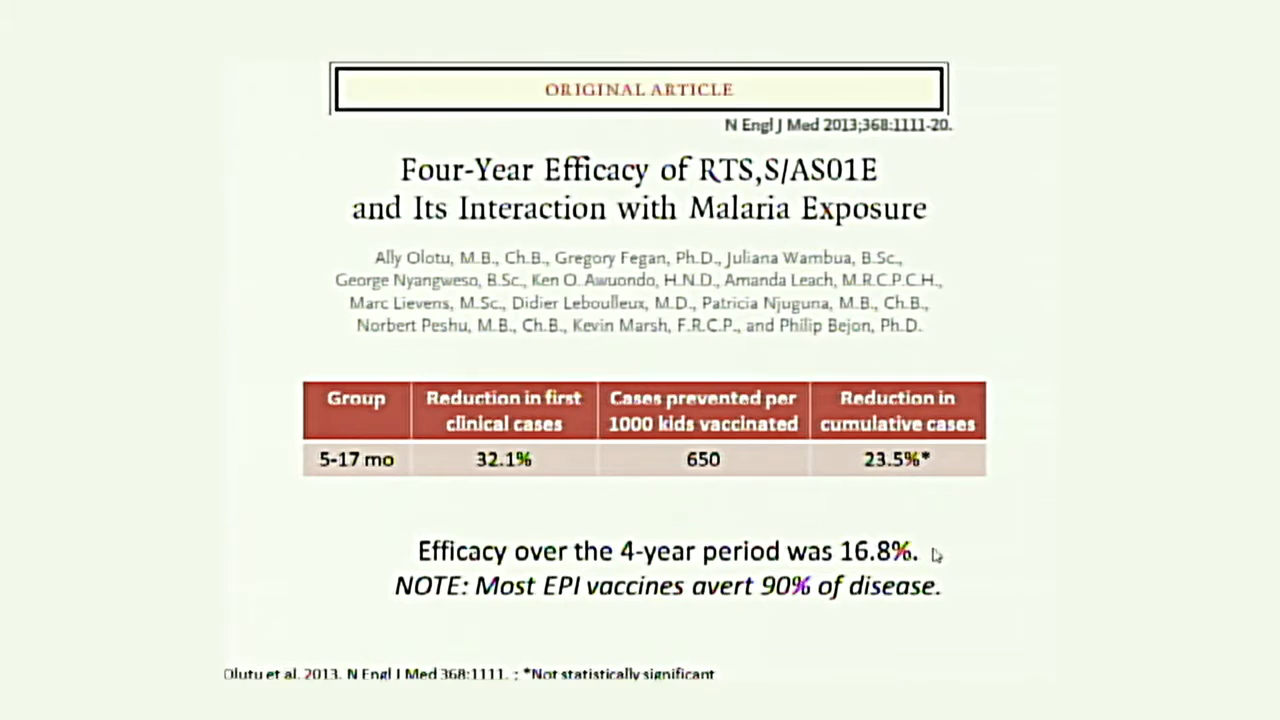 ORIGINAL ARTICLE
N Engl J Med 2013;368:1111-20.
Four-Year Efficacy of RTS,S/AS01E
and Its Interaction with Malaria Exposure
Ally Olotu, M.B., Ch.B., Gregory Fegan, Ph.D., Juliana Wambua, B.Sc.,
George Nyangweso, B.Sc., Ken O. Awuondo, H.N.D., Amanda Leach, M.R.C.P.C.H.,
Marc Lievens, M.Sc., Didier Leboulleux, M.D., Patricia Njuguna, M.B., Ch.B.,
Norbert Peshu, M.B., Ch.B., Kevin Marsh, F.R.C.P., and Philip Bejon, Ph.D.
Group Reduction in first clinical cases Cases prevented per 1000 kids vaccinated Reduction in cumulative cases
5-17 mo 32.1% 650 23.5%*
Efficacy over the 4-year period was 16.8%.
NOTE: Most EPI vaccines avert 90% of disease.
Olutu et al. 2013. N Engl J Med 368:1111. ; *Not statistically significant